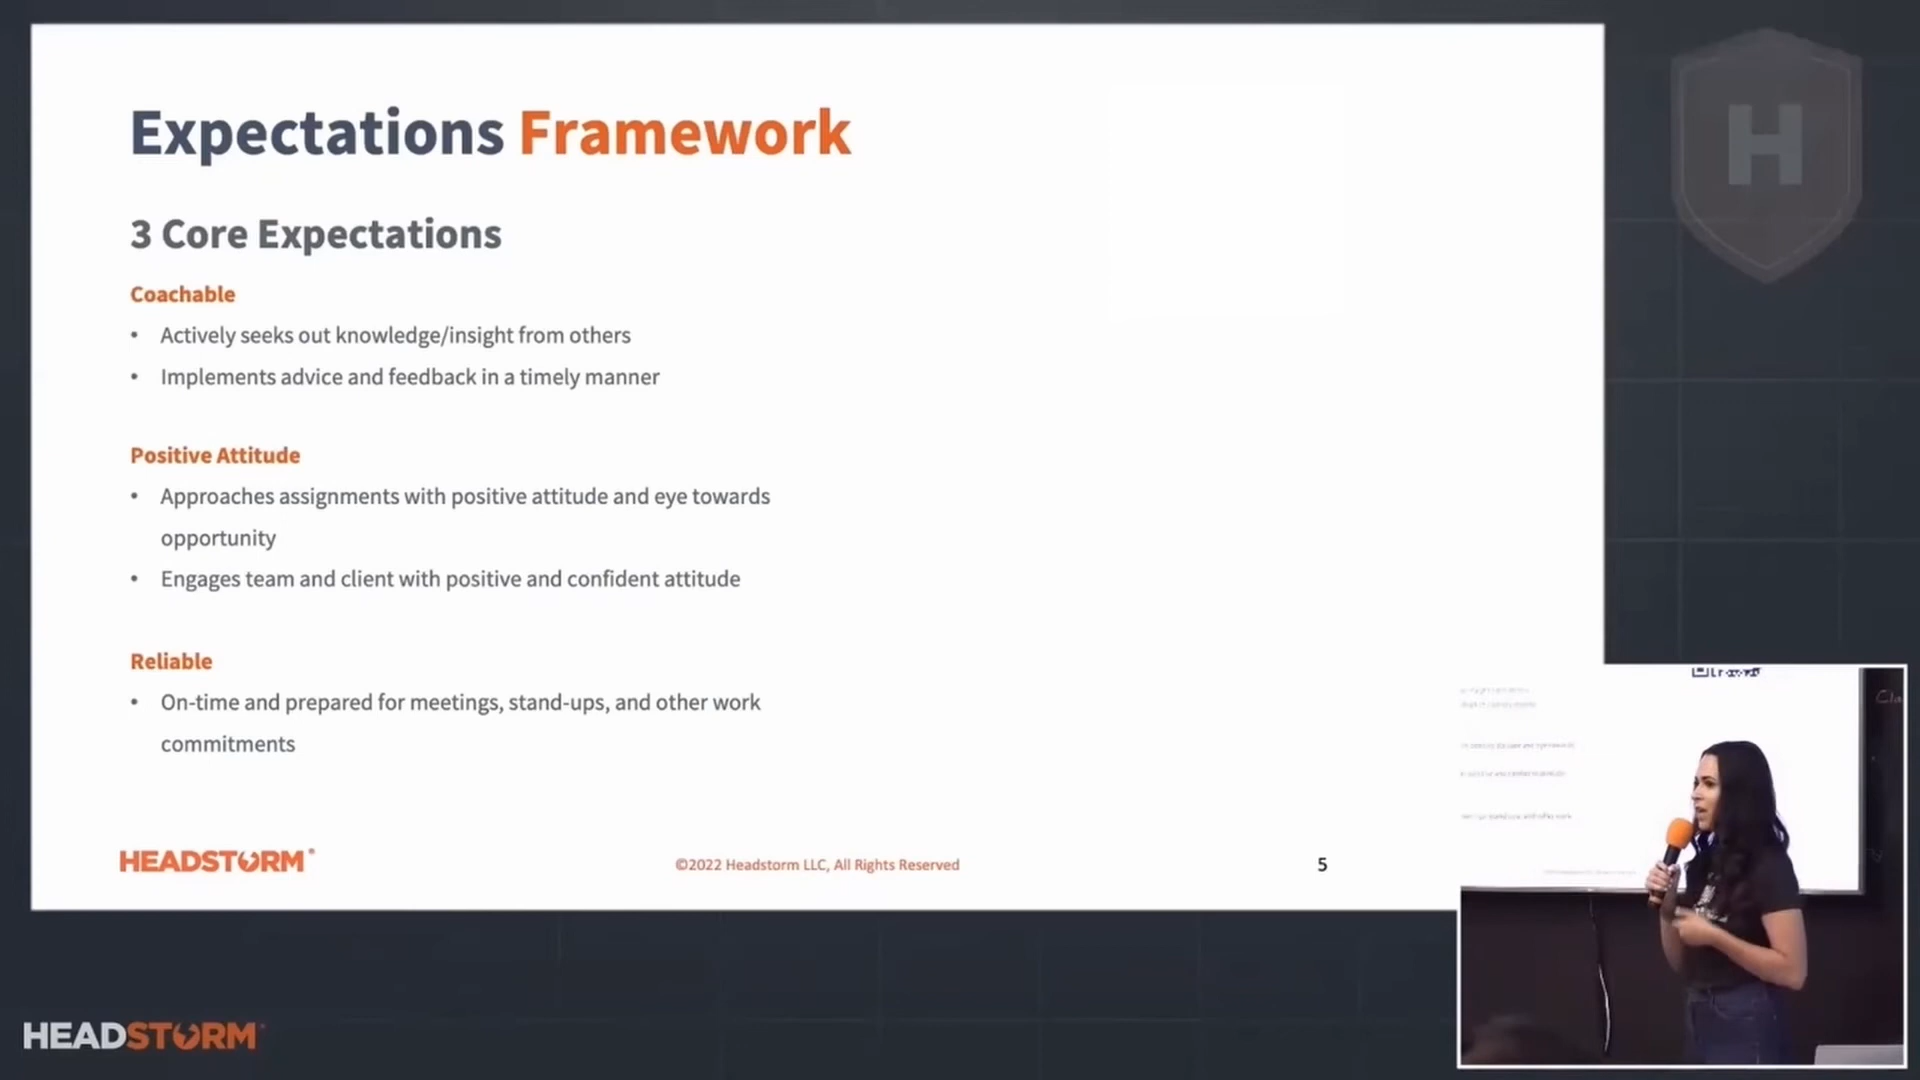 Expectations Framework
3 Core Expectations
Coachable
• Actively seeks out knowledge/insight from others
• Implements advice and feedback in a timely manner
Positive Attitude
• Approaches assignments with positive attitude and eye towards
opportunity
• Engages team and client with positive and confident attitude
Reliable
• On-time and prepared for meetings, stand-ups, and other work
commitments
HEADSTORM®
©2022 Headstorm LLC, All Rights Reserved
5
H
HEADSTORM